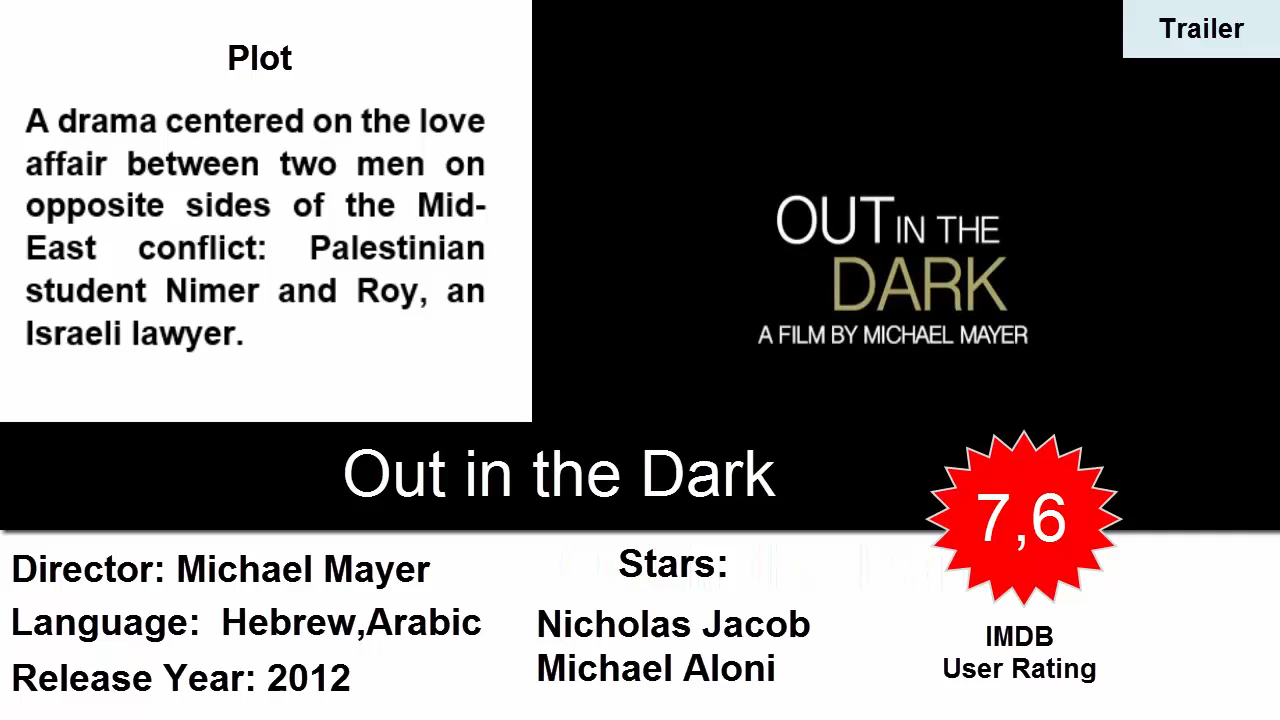 Trailer
Plot
A drama centered on the love
affair between two men on
opposite sides of the Mid-
East conflict: Palestinian
student Nimer and Roy, an
Israeli lawyer.
OUT IN THE
DARK
A FILM BY MICHAEL MAYER
Out in the Dark
7,6
IMDB
User Rating
Director: Michael Mayer
Language: Hebrew,Arabic
Release Year: 2012
Stars:
Nicholas Jacob
Michael Aloni